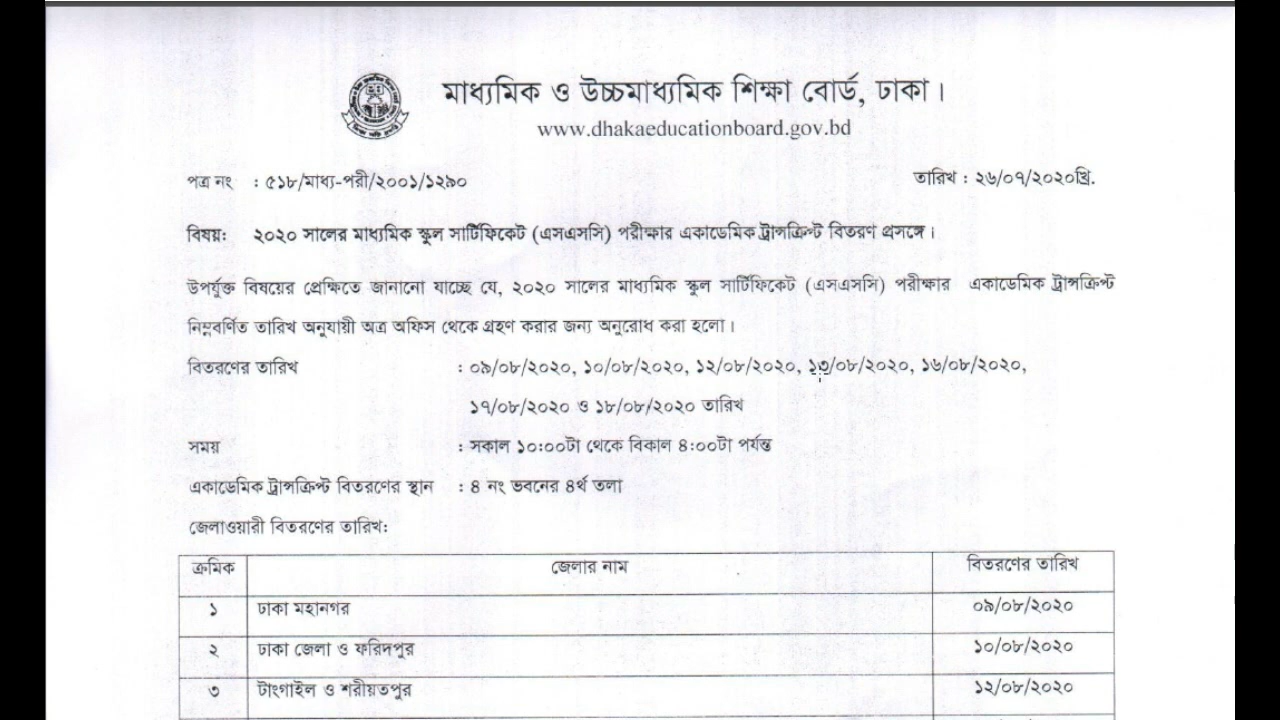 মাধ্যমিক ও উচ্চমাধ্যমিক শিক্ষা বোর্ড, ঢাকা।
www.dhakaeducationboard.gov.bd
পত্র নং : ৫১৮/মাধ্য-পরী/২০০১/১২৯০ তারিখ : ২৬/০৭/২০২০খ্রি.
বিষয়: ২০২০ সালের মাধ্যমিক স্কুল সার্টিফিকেট (এসএসসি) পরীক্ষার একাডেমিক ট্রান্সক্রিপ্ট বিতরণ প্রসঙ্গে।
উপর্যুক্ত বিষয়ের প্রেক্ষিতে জানানো যাচ্ছে যে, ২০২০ সালের মাধ্যমিক স্কুল সার্টিফিকেট (এসএসসি) পরীক্ষার একাডেমিক ট্রান্সক্রিপ্ট
নিম্নবর্ণিত তারিখ অনুযায়ী অত্র অফিস থেকে গ্রহণ করার জন্য অনুরোধ করা হলো।
বিতরণের তারিখ : ০৯/০৮/২০২০, ১০/০৮/২০২০, ১২/০৮/২০২০, ১৩/০৮/২০২০, ১৬/০৮/২০২০,
১৭/০৮/২০২০ ও ১৮/০৮/২০২০ তারিখ
সময় : সকাল ১০:০০টা থেকে বিকাল ৪:০০টা পর্যন্ত
একাডেমিক ট্রান্সক্রিপ্ট বিতরণের স্থান : ৪ নং ভবনের ৪র্থ তলা
জেলাওয়ারী বিতরণের তারিখ:
ক্রমিক জেলার নাম বিতরণের তারিখ
১ ঢাকা মহানগর ০৯/০৮/২০২০
২ ঢাকা জেলা ও ফরিদপুর ১০/০৮/২০২০
৩ টাংগাইল ও শরীয়তপুর ১২/০৮/২০২০